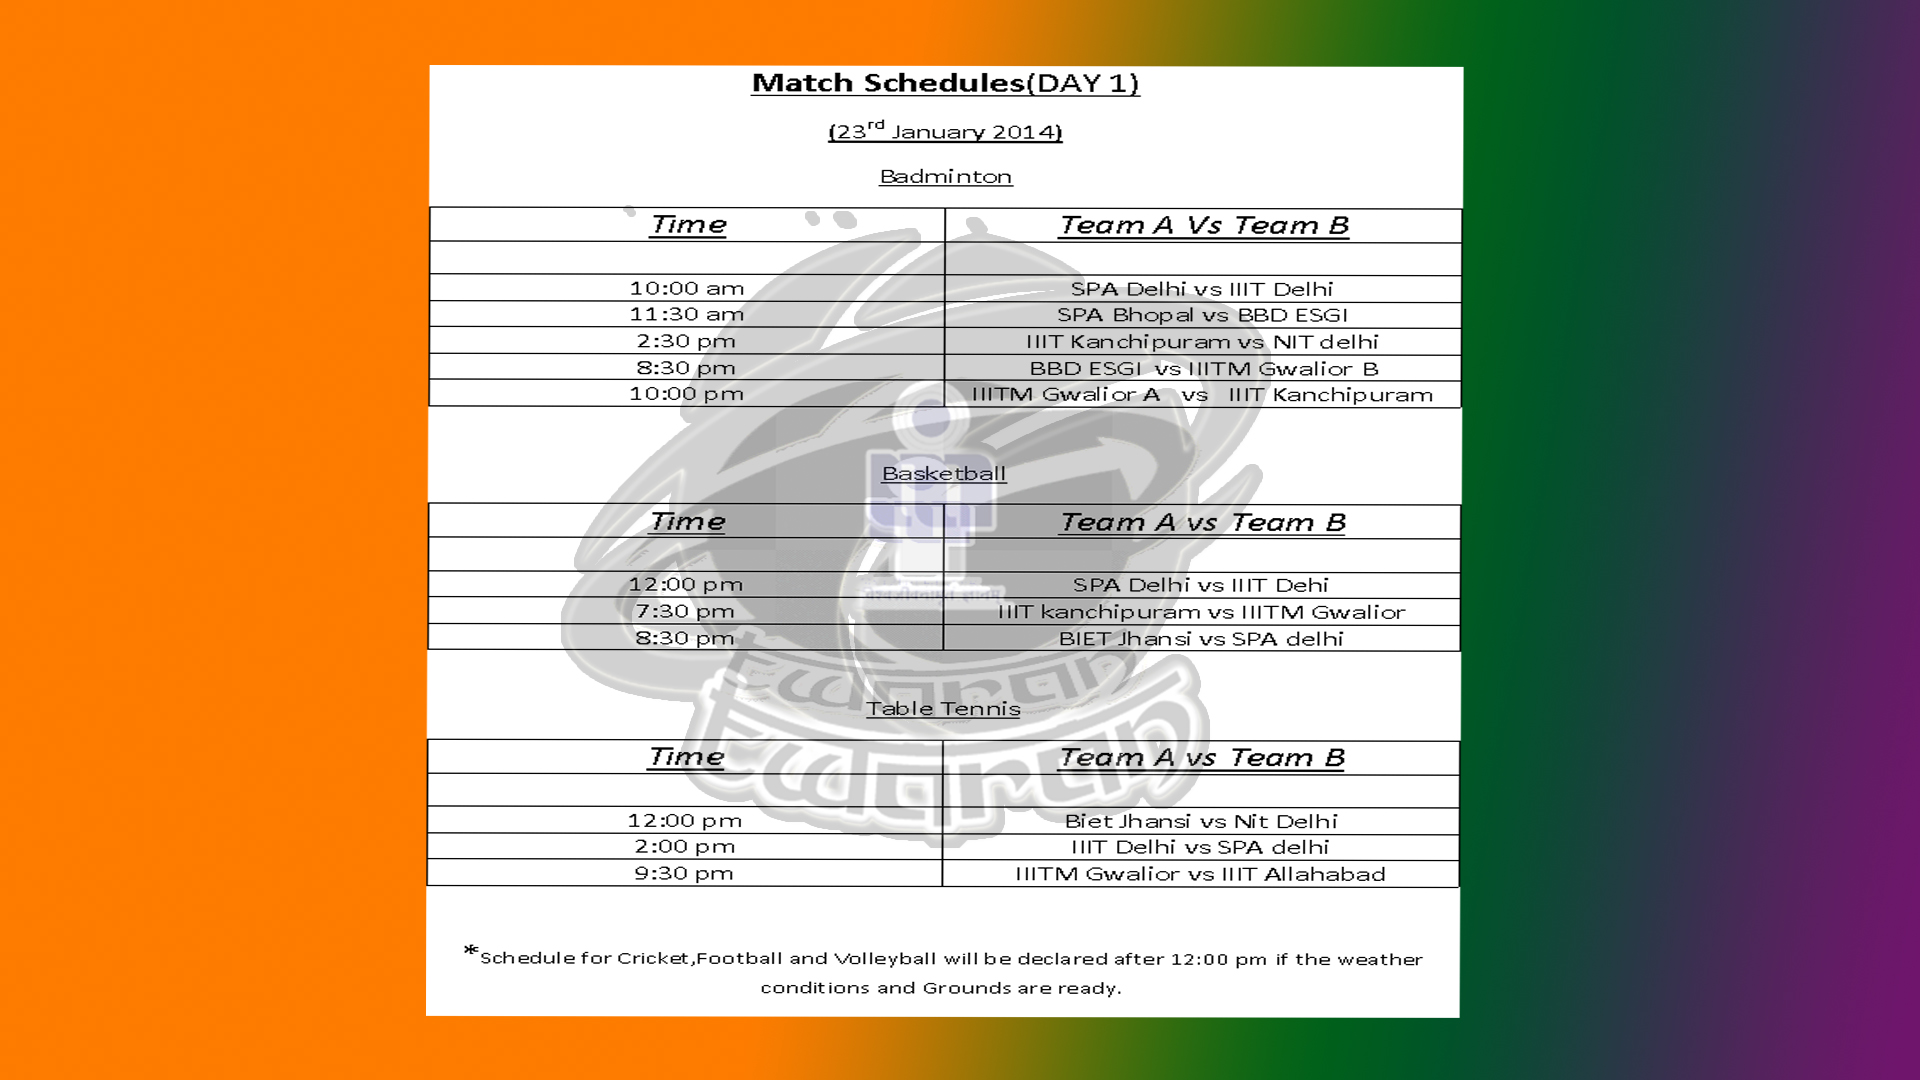 Match Schedules(DAY 1)
(23rd January 2014)
Badminton
Time Team A Vs Team B
10:00 am SPA Delhi vs IIIT Delhi
11:30 am SPA Bhopal vs BBD ESGI
2:30 pm IIIT Kanchipuram vs NIT delhi
8:30 pm BBD ESGI vs IIITM Gwalior B
10:00 pm IIITM Gwalior A vs IIIT Kanchipuram
Basketball
Time Team A vs Team B
12:00 pm SPA Delhi vs IIIT Dehi
7:30 pm IIIT kanchipuram vs IIITM Gwalior
8:30 pm BIET Jhansi vs SPA delhi
Table Tennis
Time Team A vs Team B
12:00 pm Biet Jhansi vs Nit Delhi
2:00 pm IIIT Delhi vs SPA delhi
9:30 pm IIITM Gwalior vs IIIT Allahabad
*Schedule for Cricket,Football and Volleyball will be declared after 12:00 pm if the weather
conditions and Grounds are ready.